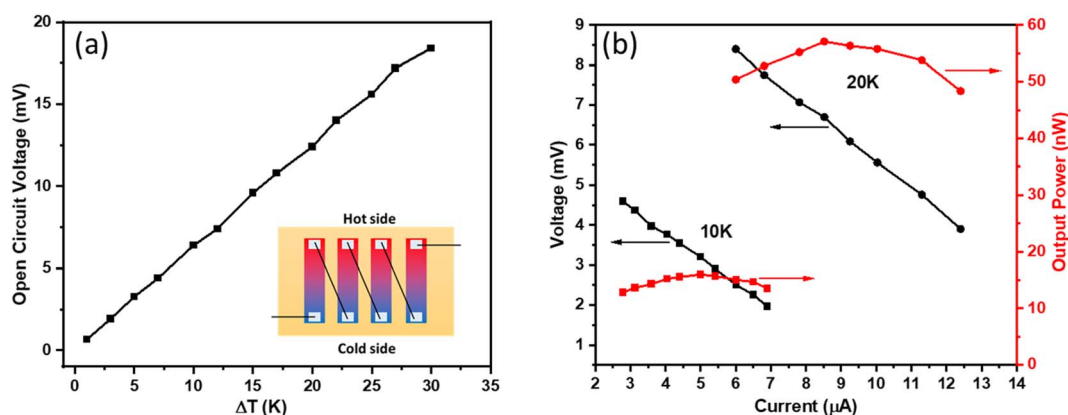 (a)
Open Circuit Voltage (mV)
20
15
10
5
0
Hot side
Cold side
0 5 10 15 20 25 30 35
ΔT (K)
(b)
Voltage (mV)
9
8
7
6
5
4
3
2
1
20K
10K
60
50
40
30
20
10
0
Output Power (nW)
2 3 4 5 6 7 8 9 10 11 12 13 14
Current (μA)